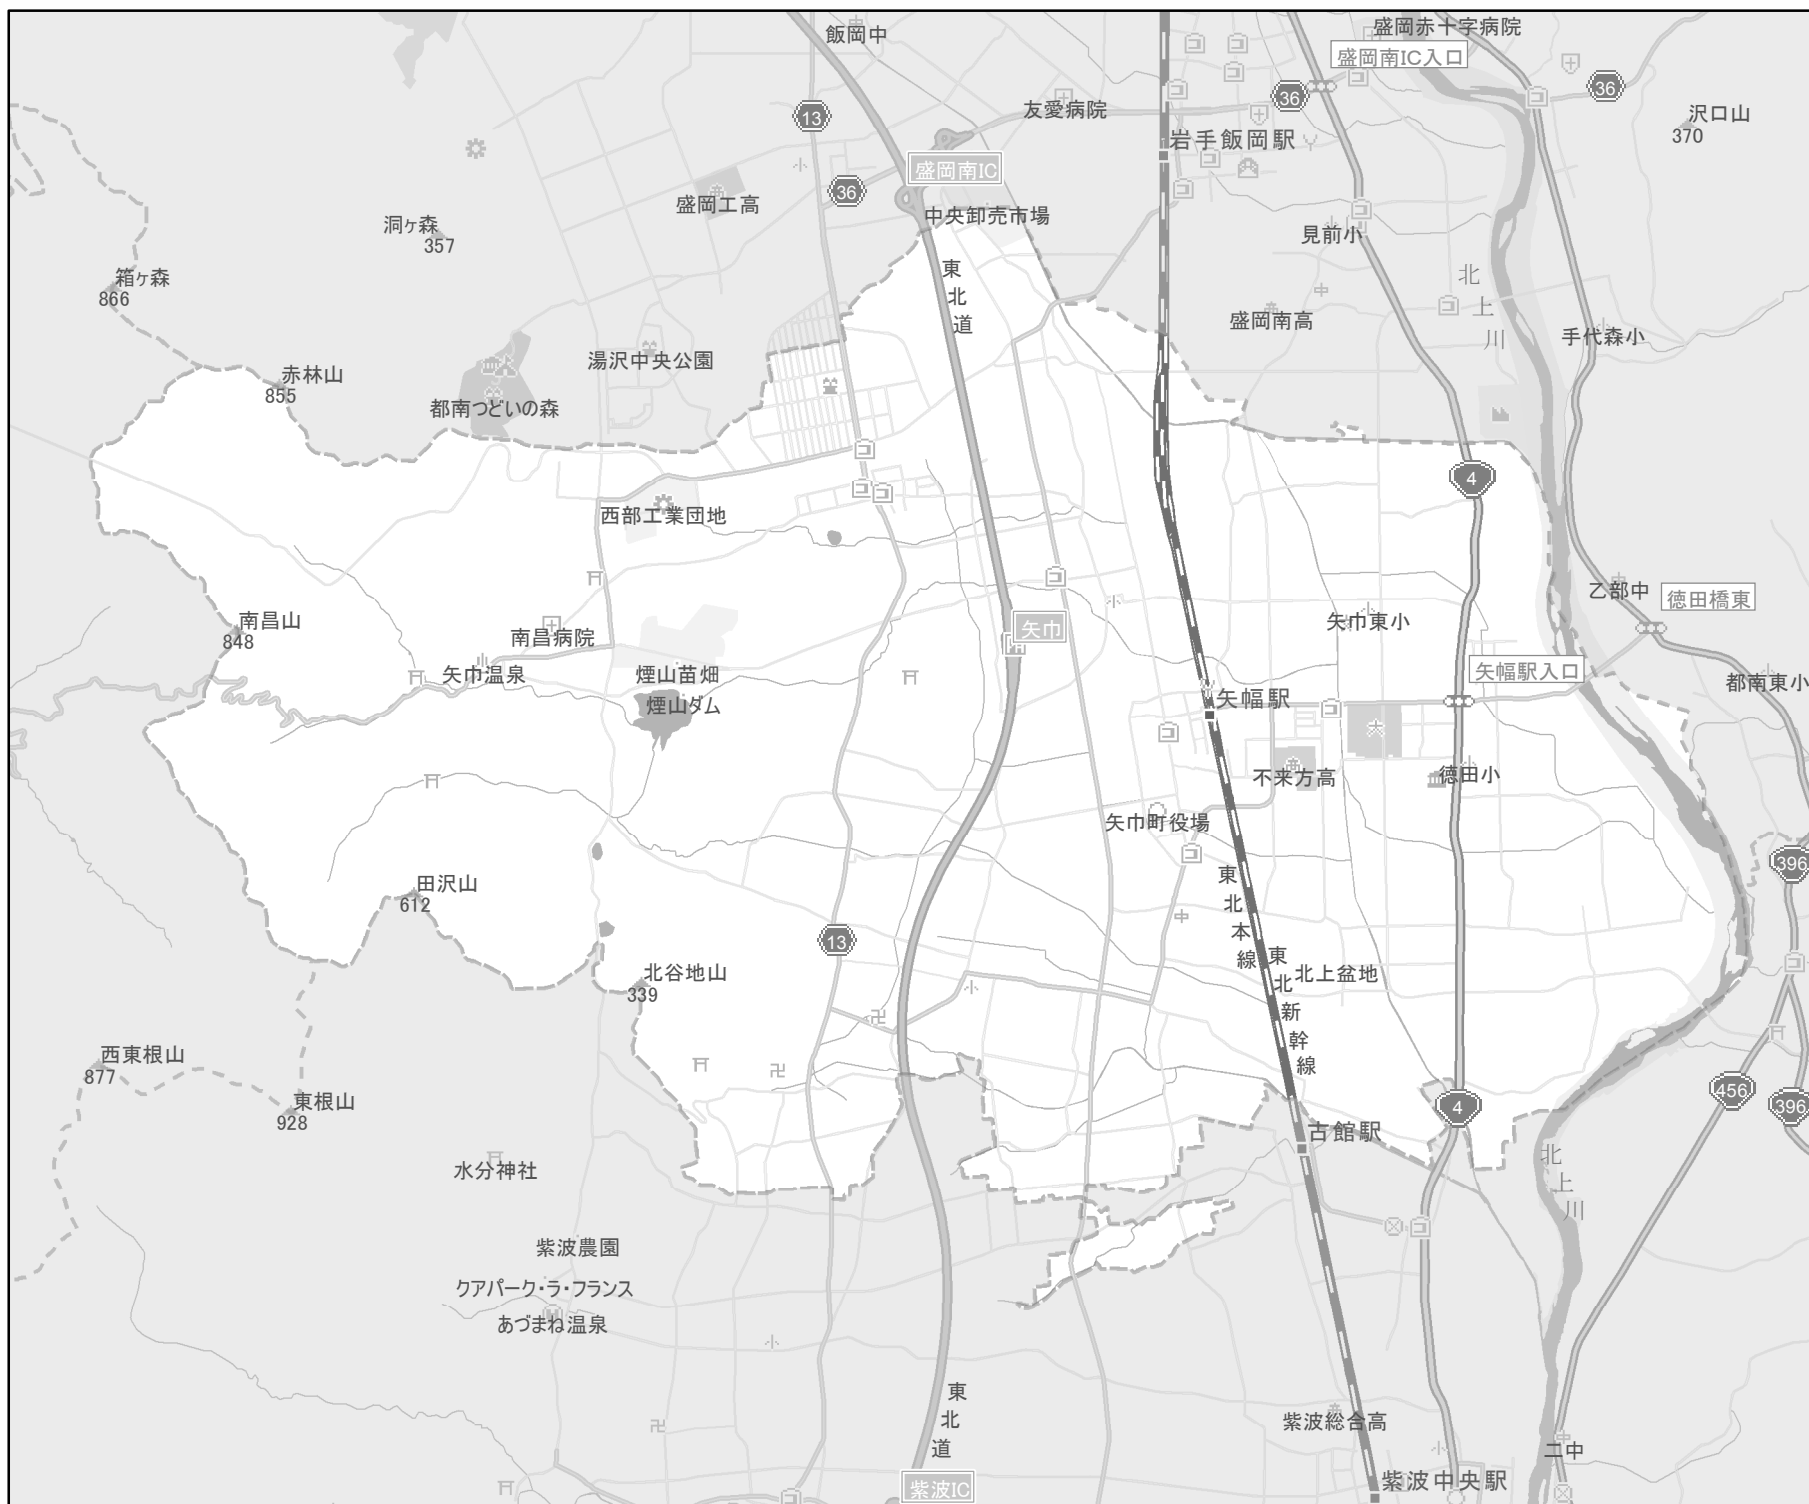 飯岡中
盛岡赤十字病院
盛岡南IC入口
36
36
沢口山
370
13
友愛病院
岩手飯岡駅
盛岡南IC
36
盛岡工高
中央卸売市場
洞ヶ森
357
見前小
箱ヶ森
866
東北道
北上川
盛岡南高
手代森小
湯沢中央公園
赤林山
855
都南つどいの森
4
西部工業団地
乙部中
徳田橋東
南昌山
848
南昌病院
矢巾
矢巾東小
矢巾温泉
煙山苗畑
煙山ダム
矢幅駅入口
都南東小
矢幅駅
不来方高
徳田小
矢巾町役場
396
田沢山
612
東北本線
13
北谷地山
339
東北新幹線
北上盆地
西東根山
877
東根山
928
4
456
396
古館駅
水分神社
北上川
紫波農園
クアパーク・ラ・フランス
あづまね温泉
東北道
紫波総合高
二中
紫波IC
紫波中央駅